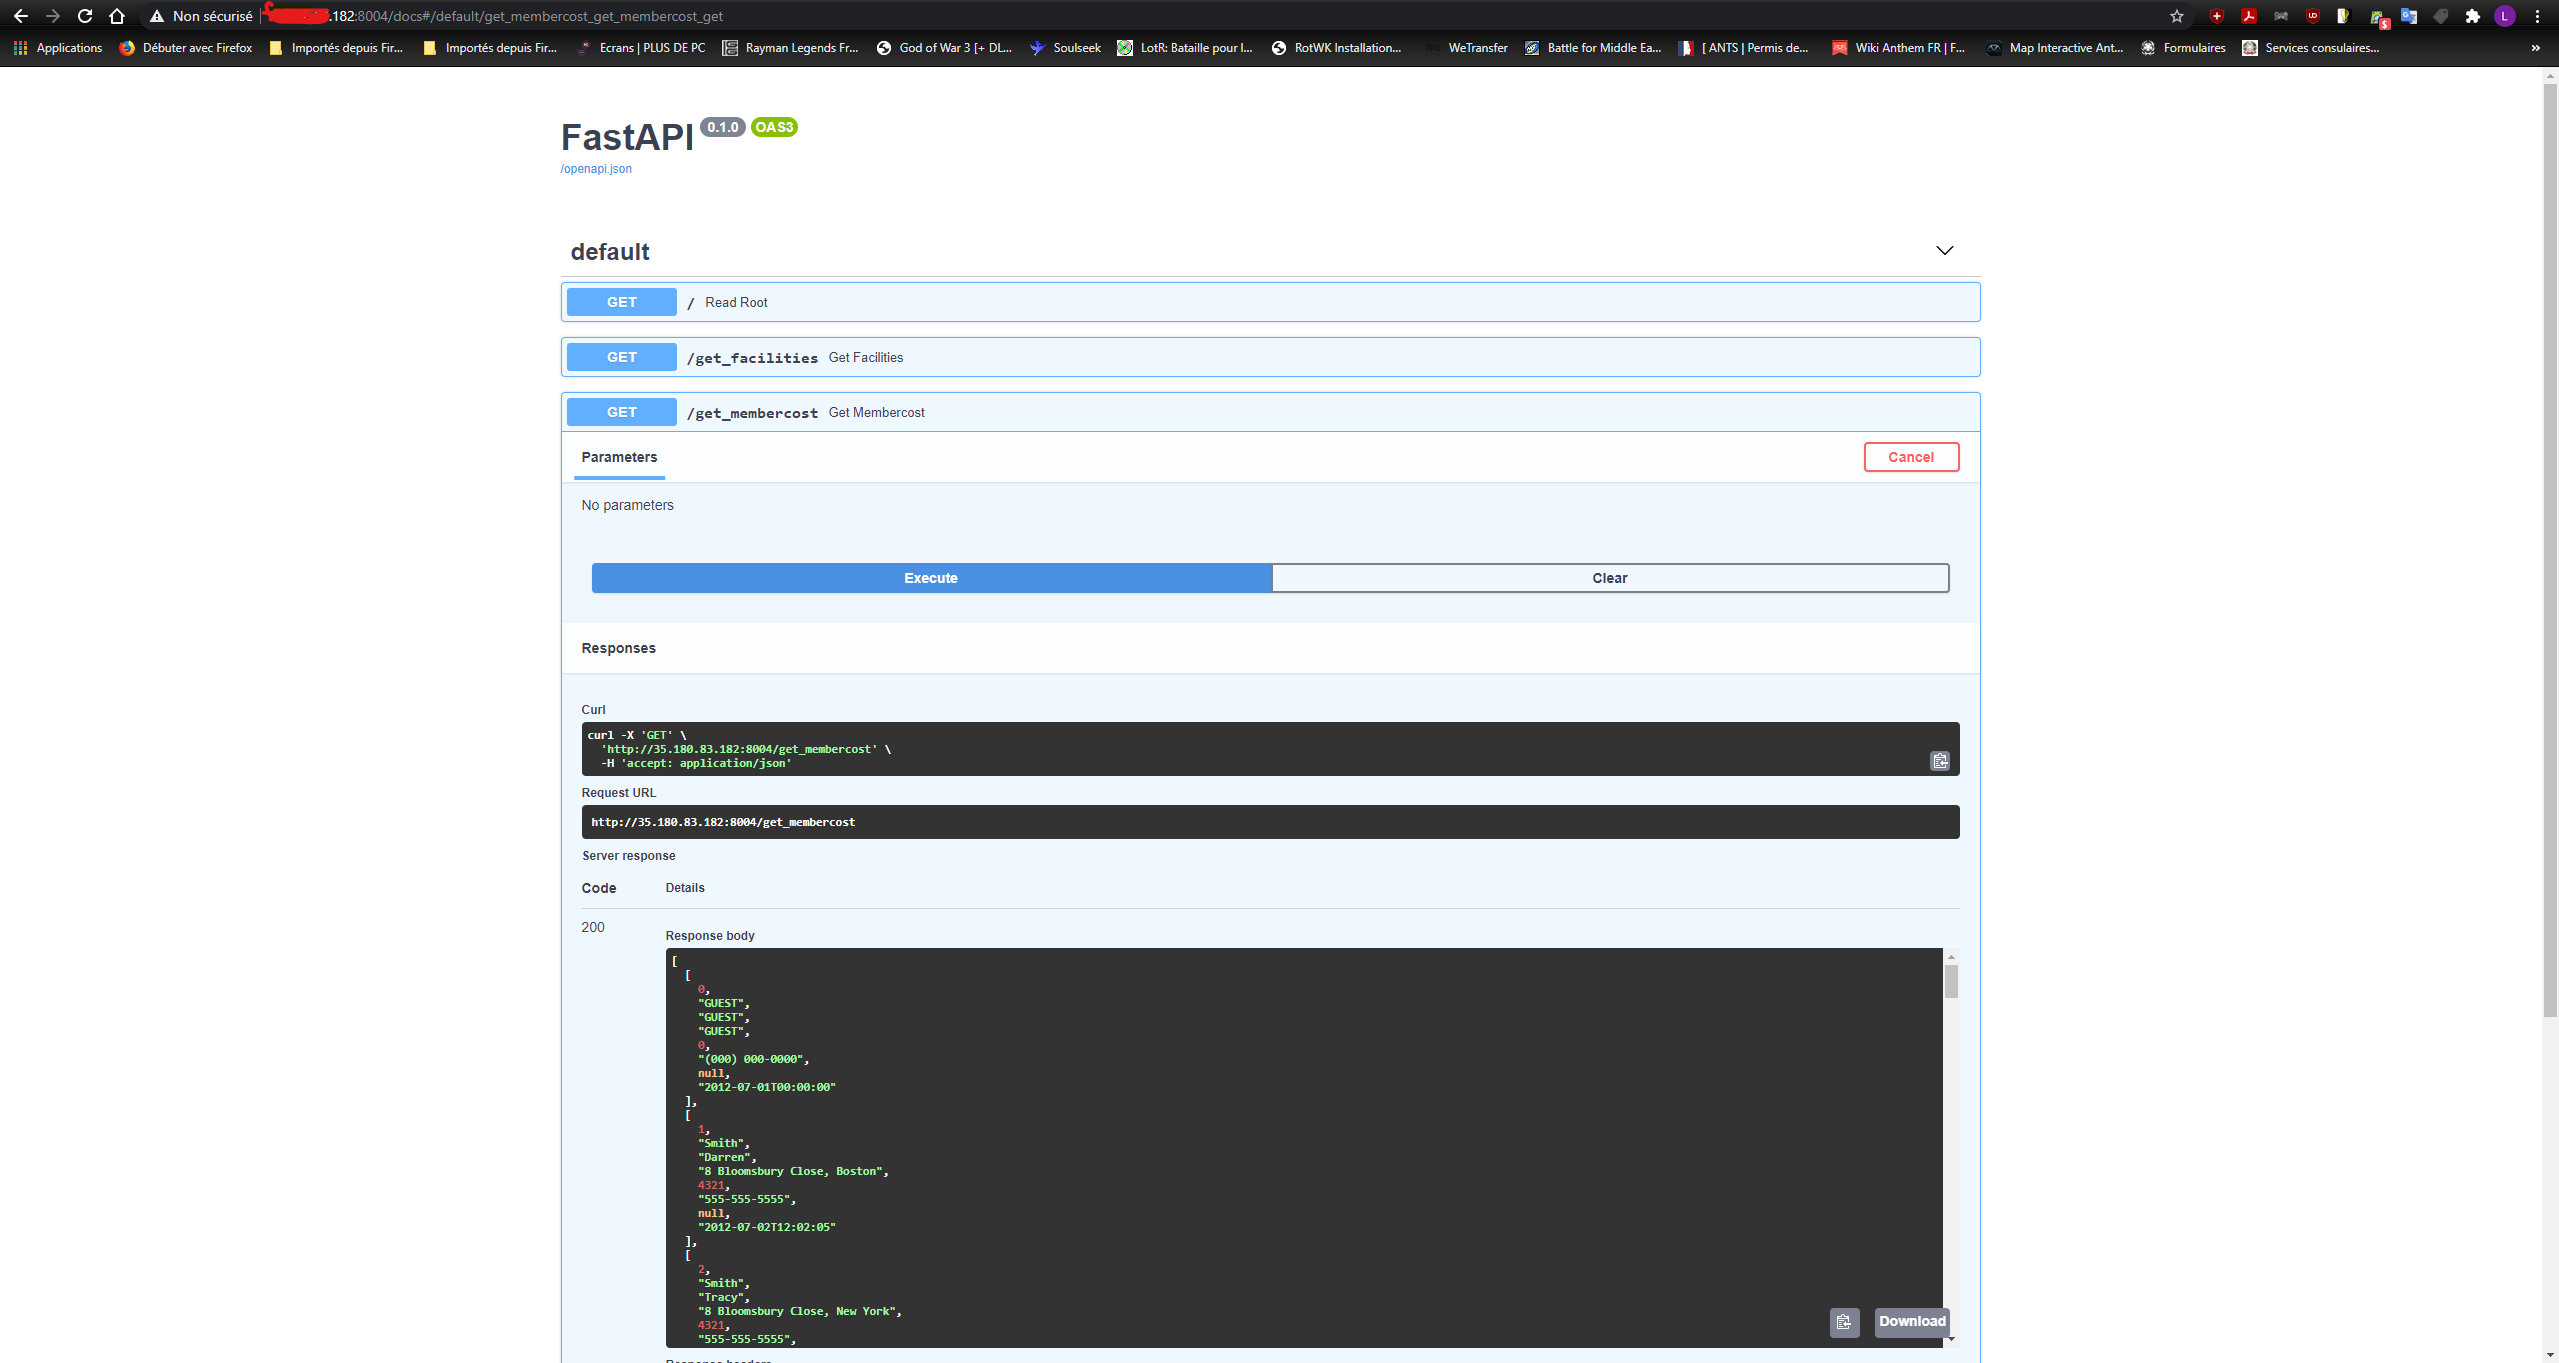 Non sécurisé | .182:8004/docs#/default/get_membercost_get_membercost_get
Applications Débuter avec Firefox Importés depuis Fir... Importés depuis Fir... Ecrans | PLUS DE PC Rayman Legends Fr... God of War 3 [+ DL... Soulseek LotR: Bataille pour l... RotWK Installation... WeTransfer Battle for Middle Ea... [ ANTS | Permis de... Wiki Anthem FR | F... Map Interactive Ant... Formulaires Services consulaires... »
FastAPI 0.1.0 OAS3
/openapi.json
default
GET / Read Root
GET /get_facilities Get Facilities
GET /get_membercost Get Membercost
Parameters Cancel
No parameters
Execute Clear
Responses
Curl
curl -X 'GET' \
'http://35.180.83.182:8004/get_membercost' \
-H 'accept: application/json'
Request URL
http://35.180.83.182:8004/get_membercost
Server response
Code Details
200
Response body
[
[
0,
"GUEST",
"GUEST",
"GUEST",
0,
"(000) 000-0000",
null,
"2012-07-01T00:00:00"
],
[
1,
"Smith",
"Darren",
"8 Bloomsbury Close, Boston",
4321,
"555-555-5555",
null,
"2012-07-02T12:02:05"
],
[
2,
"Smith",
"Tracy",
"8 Bloomsbury Close, New York",
4321,
"555-555-5555",
Download